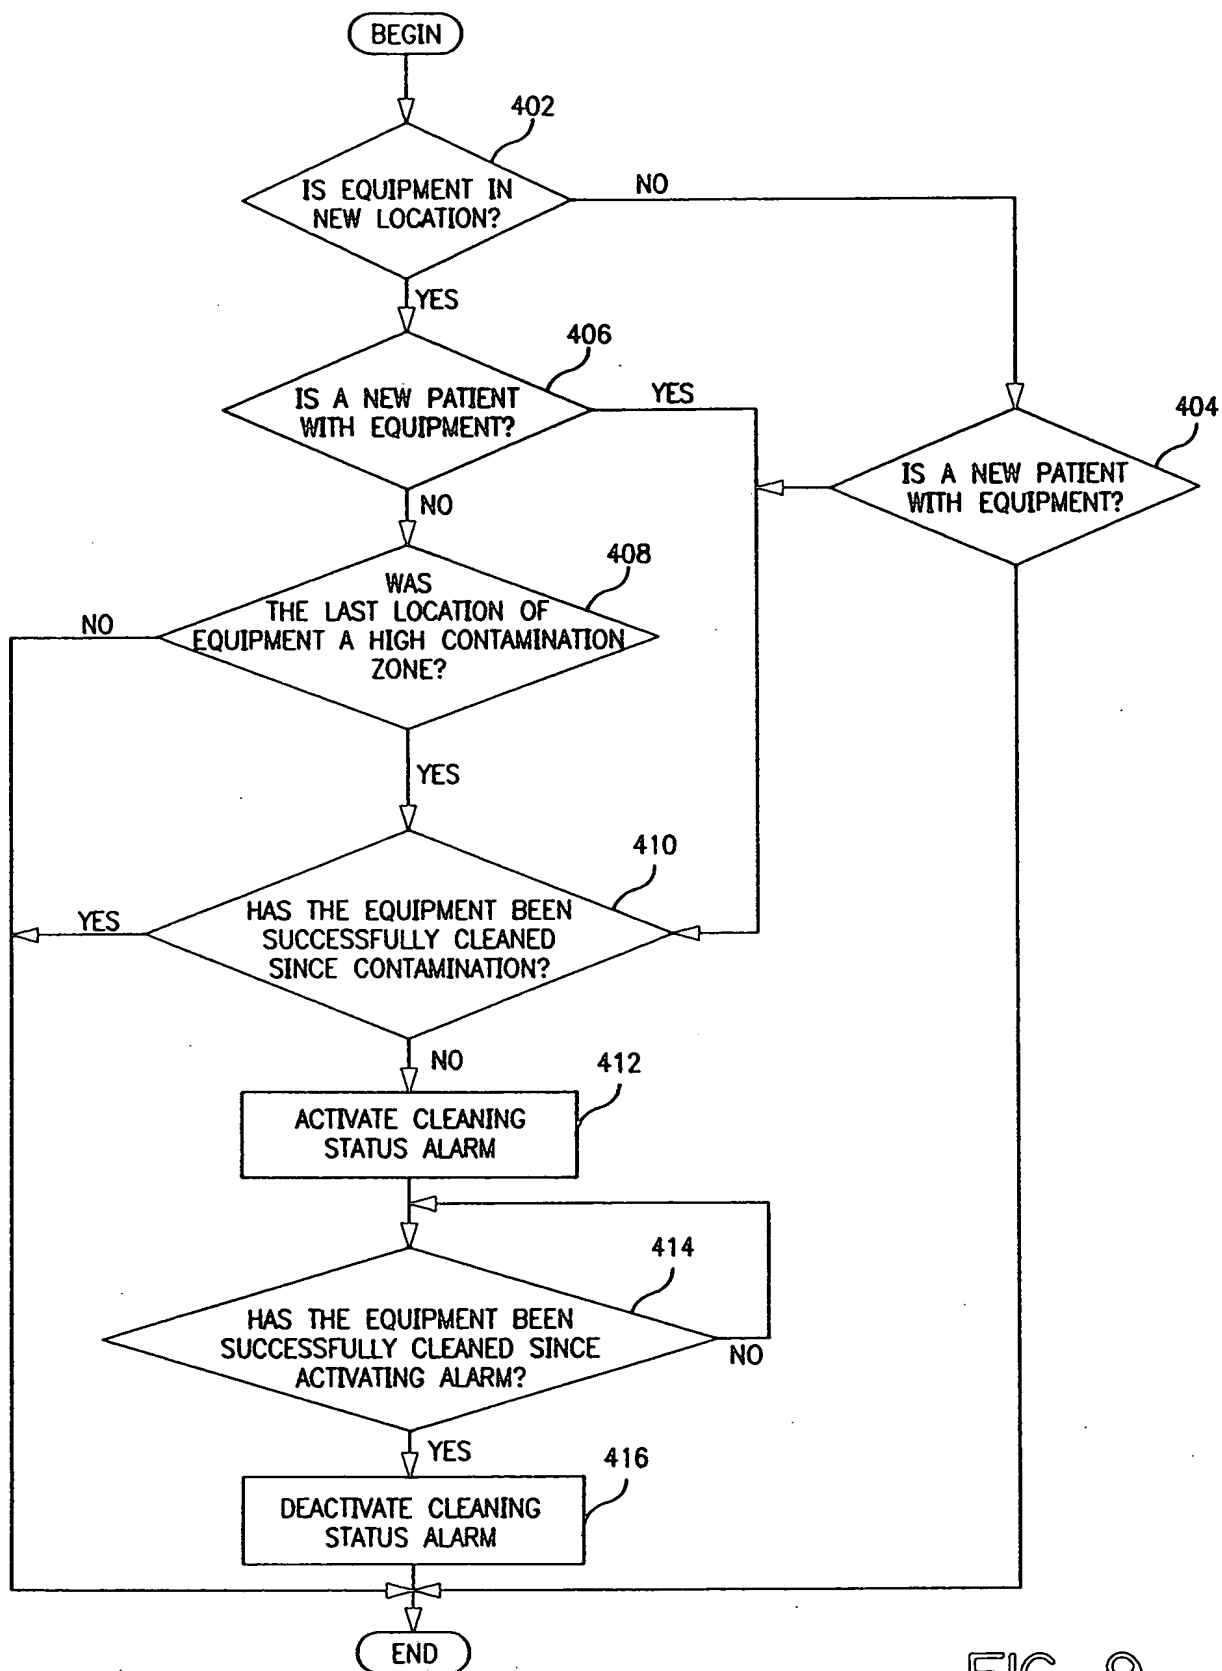 BEGIN
402
IS EQUIPMENT IN
NEW LOCATION?
NO
YES
406
IS A NEW PATIENT
WITH EQUIPMENT?
YES
404
IS A NEW PATIENT
WITH EQUIPMENT?
NO
408
WAS
THE LAST LOCATION OF
EQUIPMENT A HIGH CONTAMINATION
ZONE?
NO
YES
410
HAS THE EQUIPMENT BEEN
SUCCESSFULLY CLEANED
SINCE CONTAMINATION?
YES
NO
412
ACTIVATE CLEANING
STATUS ALARM
414
HAS THE EQUIPMENT BEEN
SUCCESSFULLY CLEANED SINCE
ACTIVATING ALARM?
NO
YES
416
DEACTIVATE CLEANING
STATUS ALARM
END